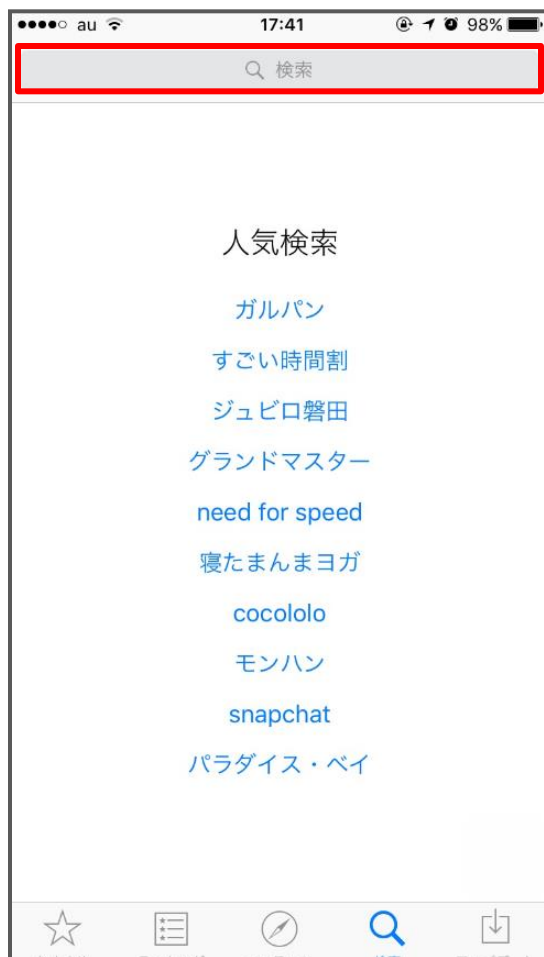 au 17:41 98%
検索
人気検索
ガルパン
すごい時間割
ジュビロ磐田
グランドマスター
need for speed
寝たまんまヨガ
cocololo
モンハン
snapchat
パラダイス・ベイ